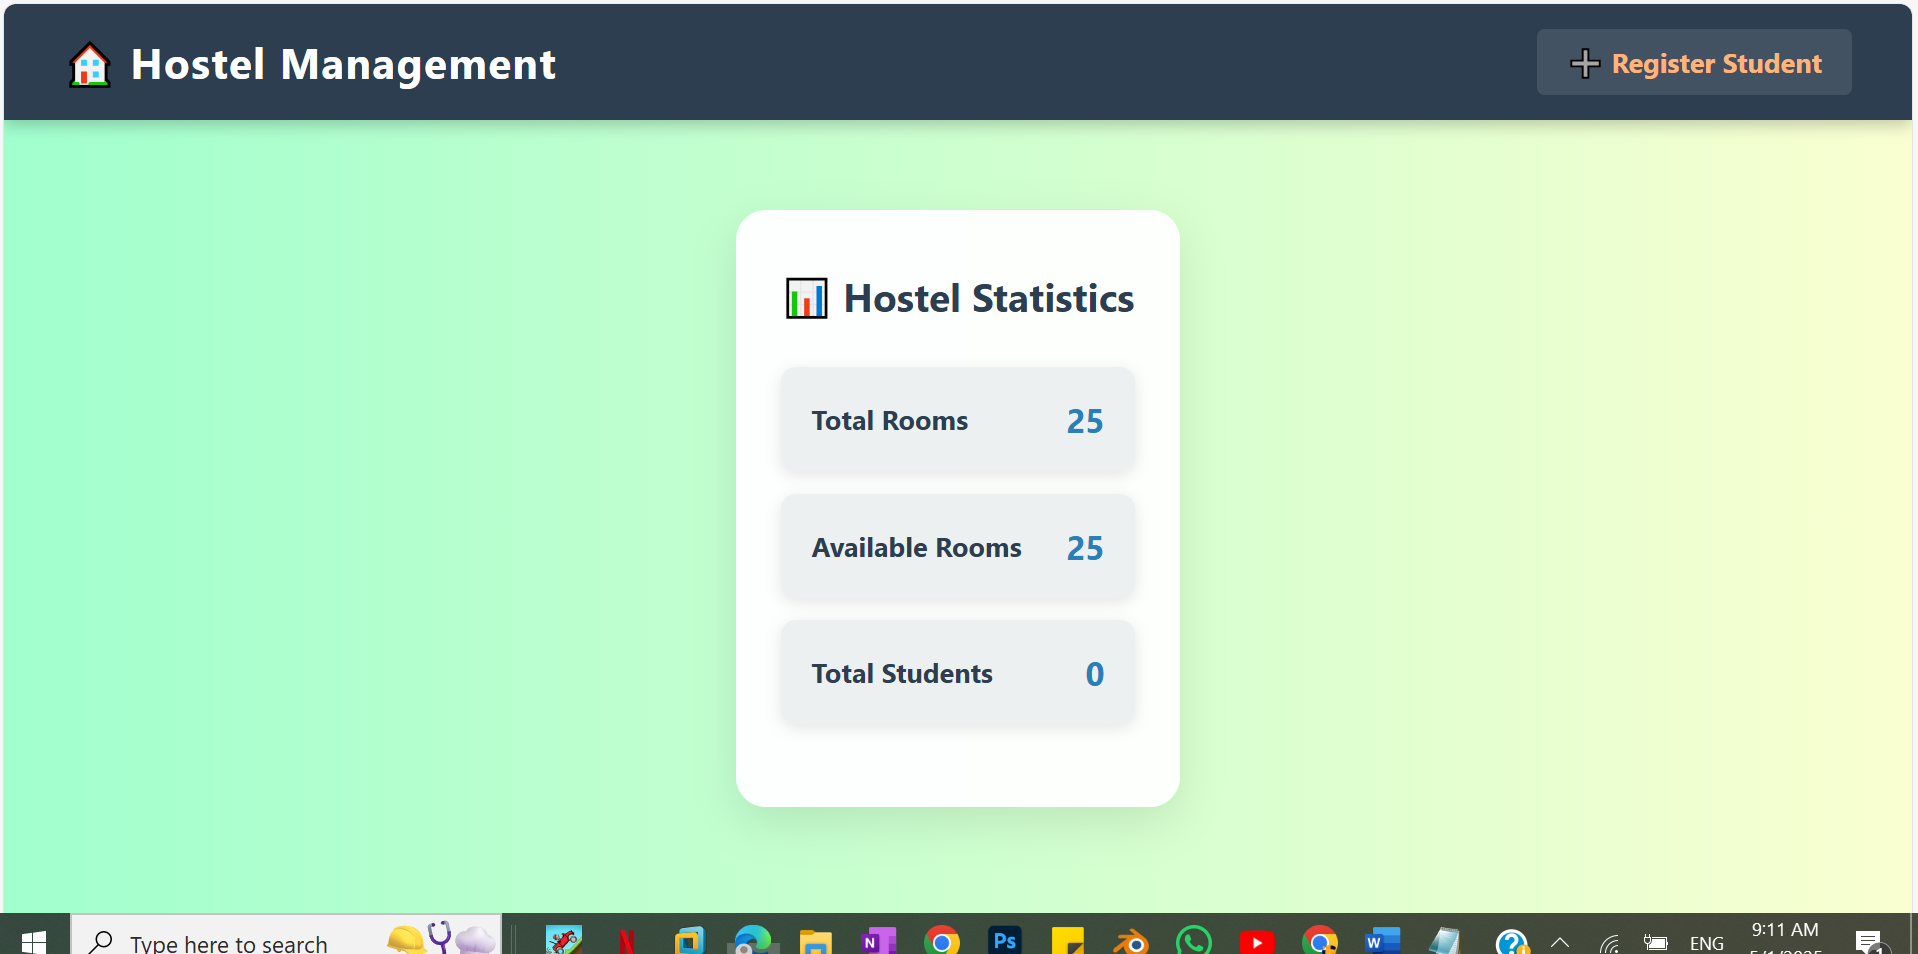 Hostel Management
Register Student
Hostel Statistics
Total Rooms 25
Available Rooms 25
Total Students 0
Type here to search
N
Ps
W
ENG
9:11 AM